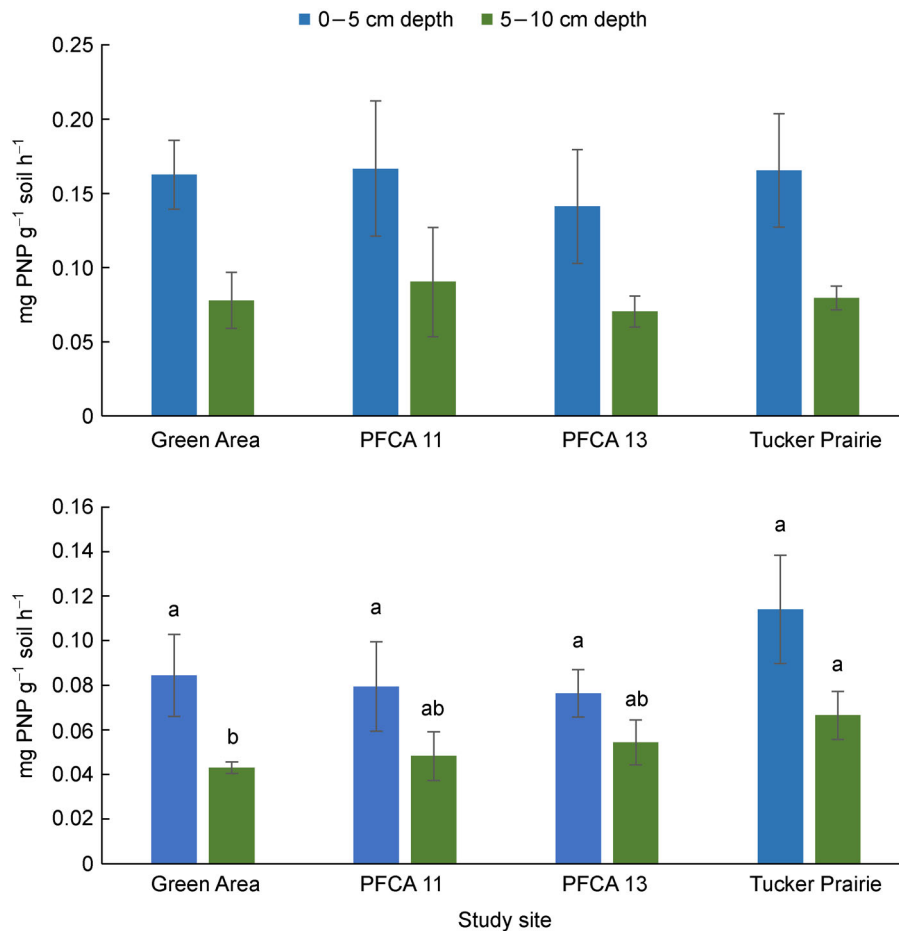 0–5 cm depth 5–10 cm depth
mg PNP g⁻¹ soil h⁻¹
0.25
0.20
0.15
0.10
0.05
0
Green Area PFCA 11 PFCA 13 Tucker Prairie
mg PNP g⁻¹ soil h⁻¹
0.16
0.14
0.12
0.10
0.08
0.06
0.04
0.02
0
a b a ab a ab a a
Green Area PFCA 11 PFCA 13 Tucker Prairie
Study site